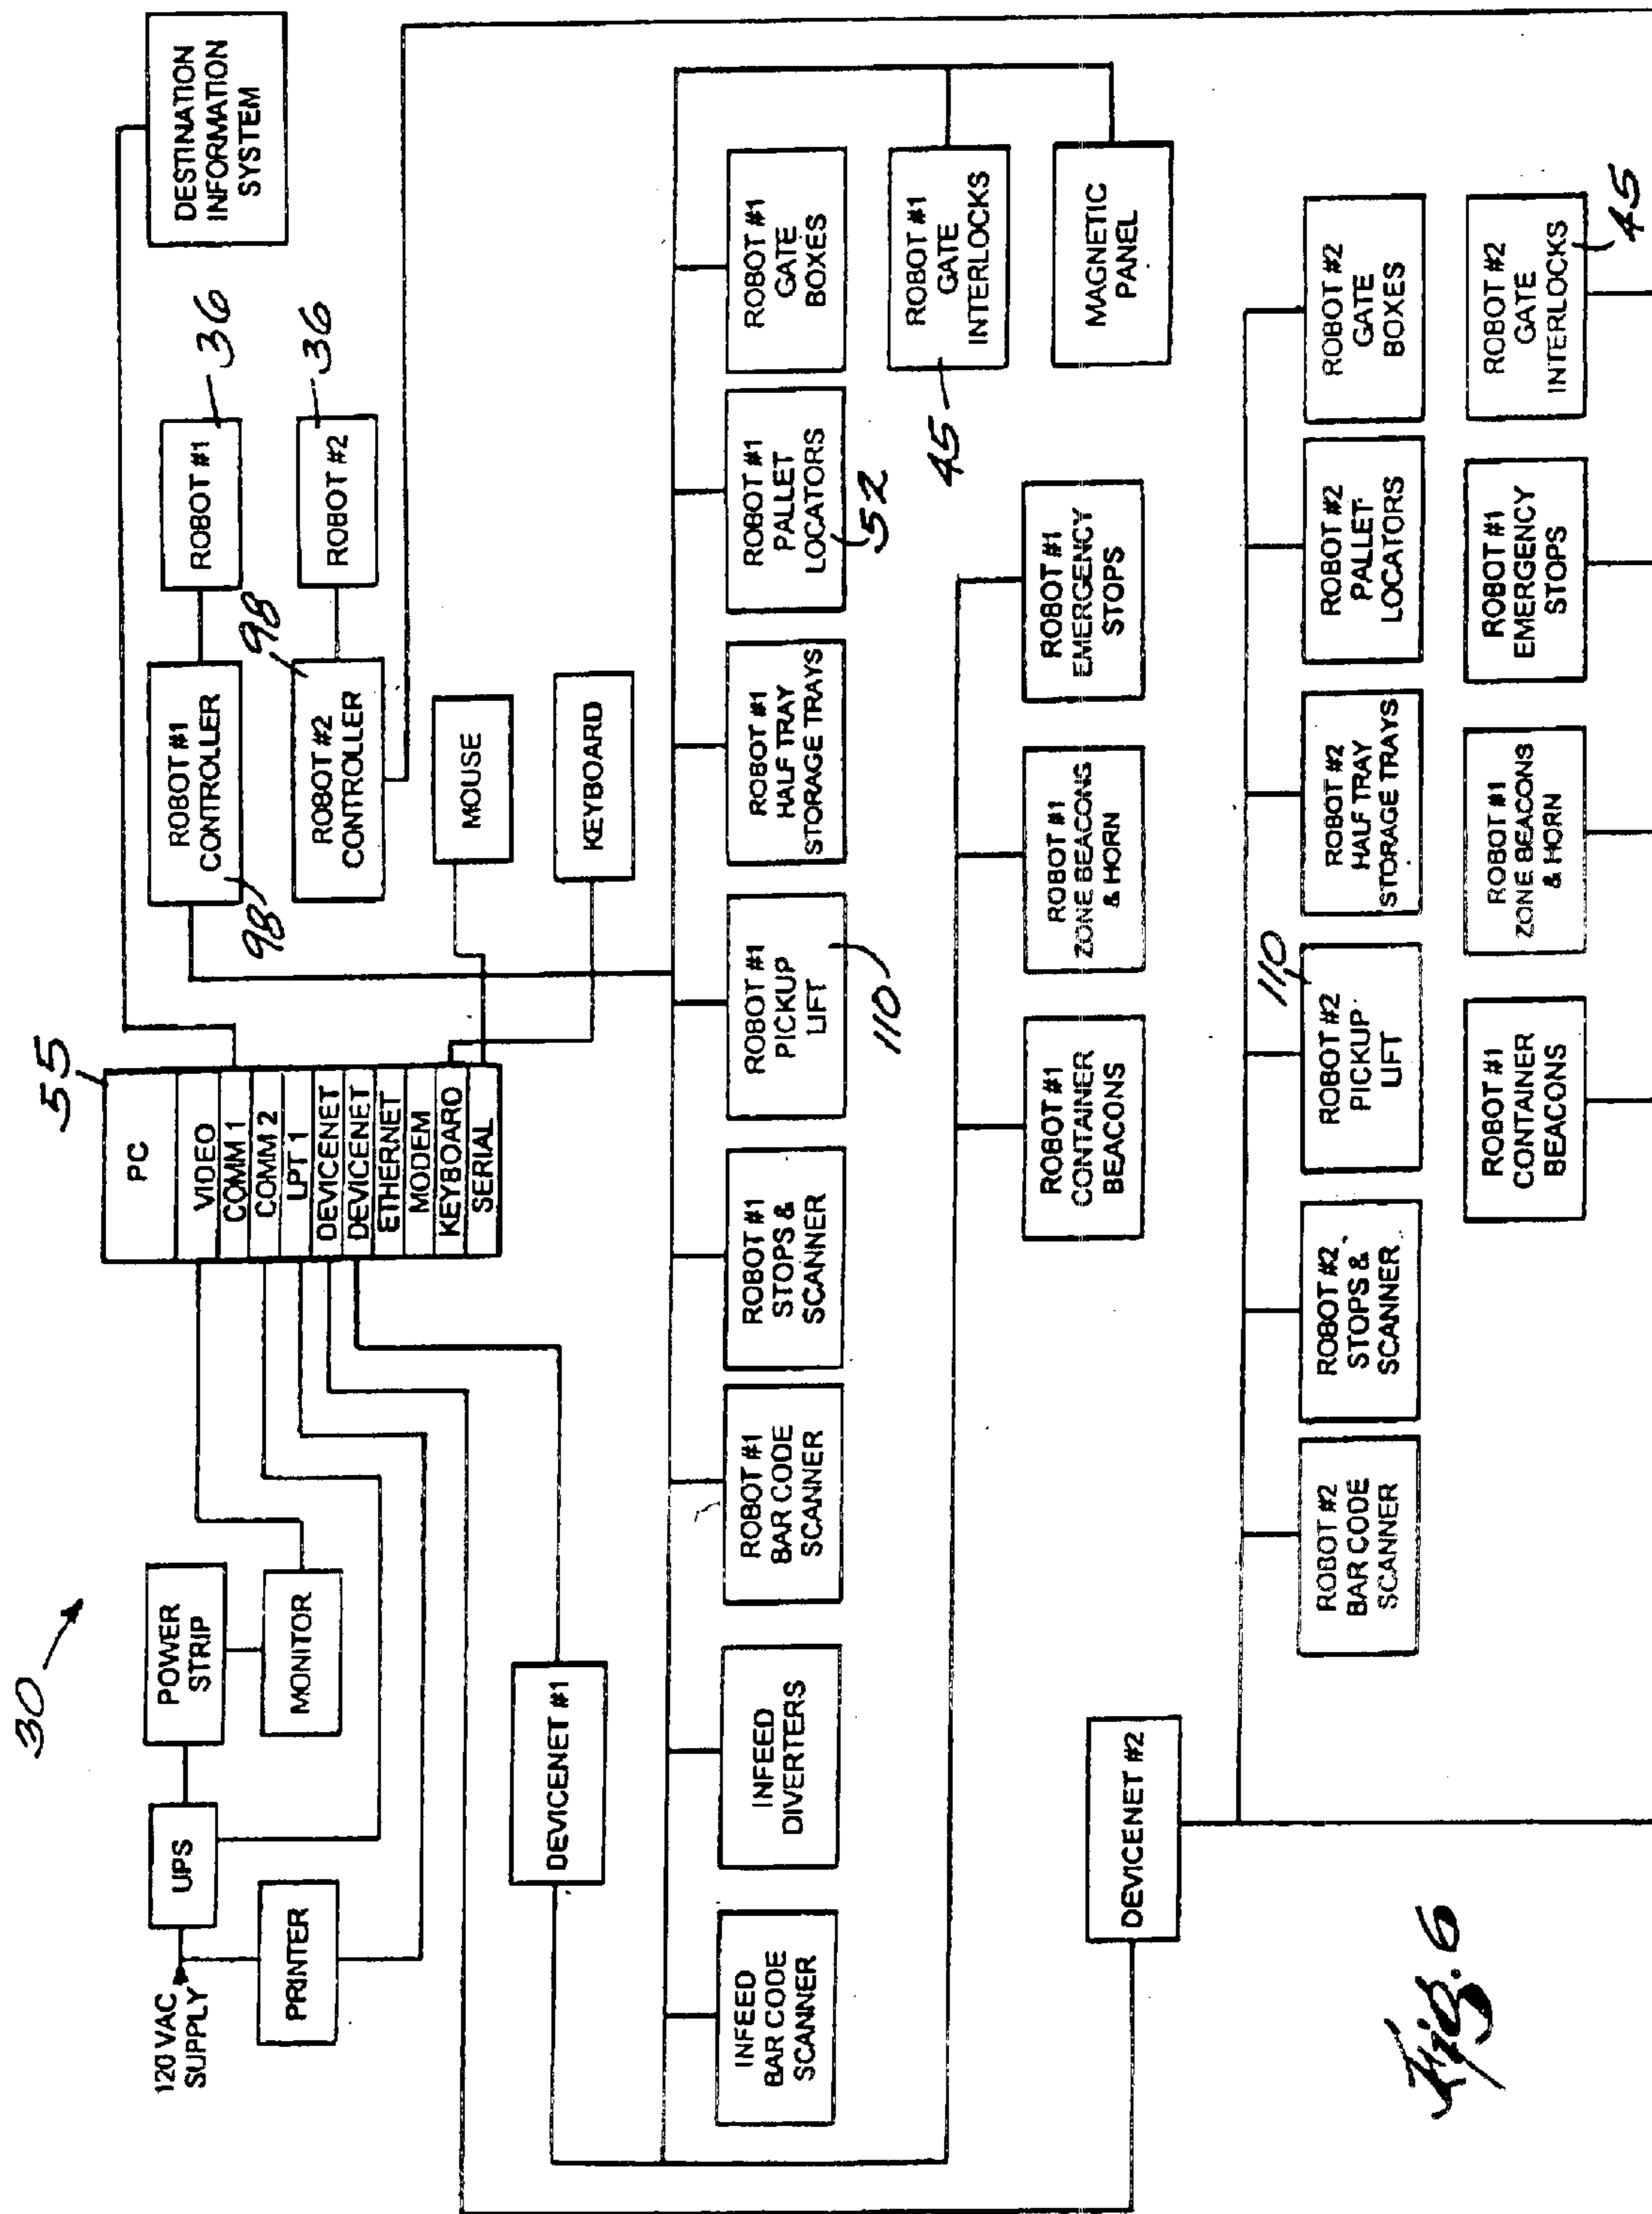 30
55
120 VAC
SUPPLY
UPS
POWER
STRIP
PRINTER
MONITOR
PC
VIDEO
COMM 1
COMM 2
LPT 1
DEVICENET
DEVICENET
ETHERNET
MODEM
KEYBOARD
SERIAL
DESTINATION
INFORMATION
SYSTEM
ROBOT #1
CONTROLLER
98
ROBOT #1
36
ROBOT #2
CONTROLLER
98
ROBOT #2
36
MOUSE
KEYBOARD
DEVICENET #1
INFEED
BAR CODE
SCANNER
INFEED
DIVERTERS
ROBOT #1
BAR CODE
SCANNER
ROBOT #1
STOPS &
SCANNER
ROBOT #1
PICKUP
LIFT
110
ROBOT #1
HALF TRAY
STORAGE TRAYS
ROBOT #1
PALLET
LOCATORS
52
ROBOT #1
GATE
BOXES
ROBOT #1
GATE
INTERLOCKS
45
MAGNETIC
PANEL
ROBOT #1
CONTAINER
BEACONS
ROBOT #1
ZONE BEACONS
& HORN
ROBOT #1
EMERGENCY
STOPS
DEVICENET #2
ROBOT #2
BAR CODE
SCANNER
ROBOT #2
STOPS &
SCANNER
ROBOT #2
PICKUP
LIFT
110
ROBOT #2
HALF TRAY
STORAGE TRAYS
ROBOT #2
PALLET
LOCATORS
ROBOT #2
GATE
BOXES
ROBOT #1
CONTAINER
BEACONS
ROBOT #1
ZONE BEACONS
& HORN
ROBOT #1
EMERGENCY
STOPS
ROBOT #2
GATE
INTERLOCKS
45
Fig. 6